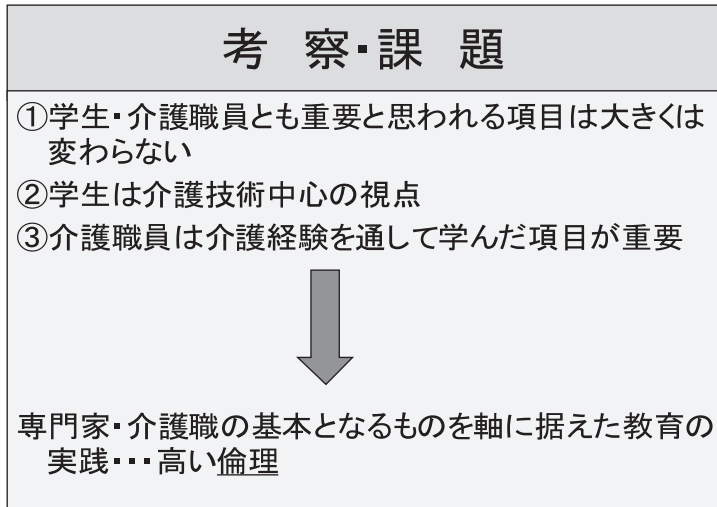 考 察・課 題
①学生・介護職員とも重要と思われる項目は大きくは
変わらない
②学生は介護技術中心の視点
③介護職員は介護経験を通して学んだ項目が重要
専門家・介護職の基本となるものを軸に据えた教育の
実践・・・高い倫理